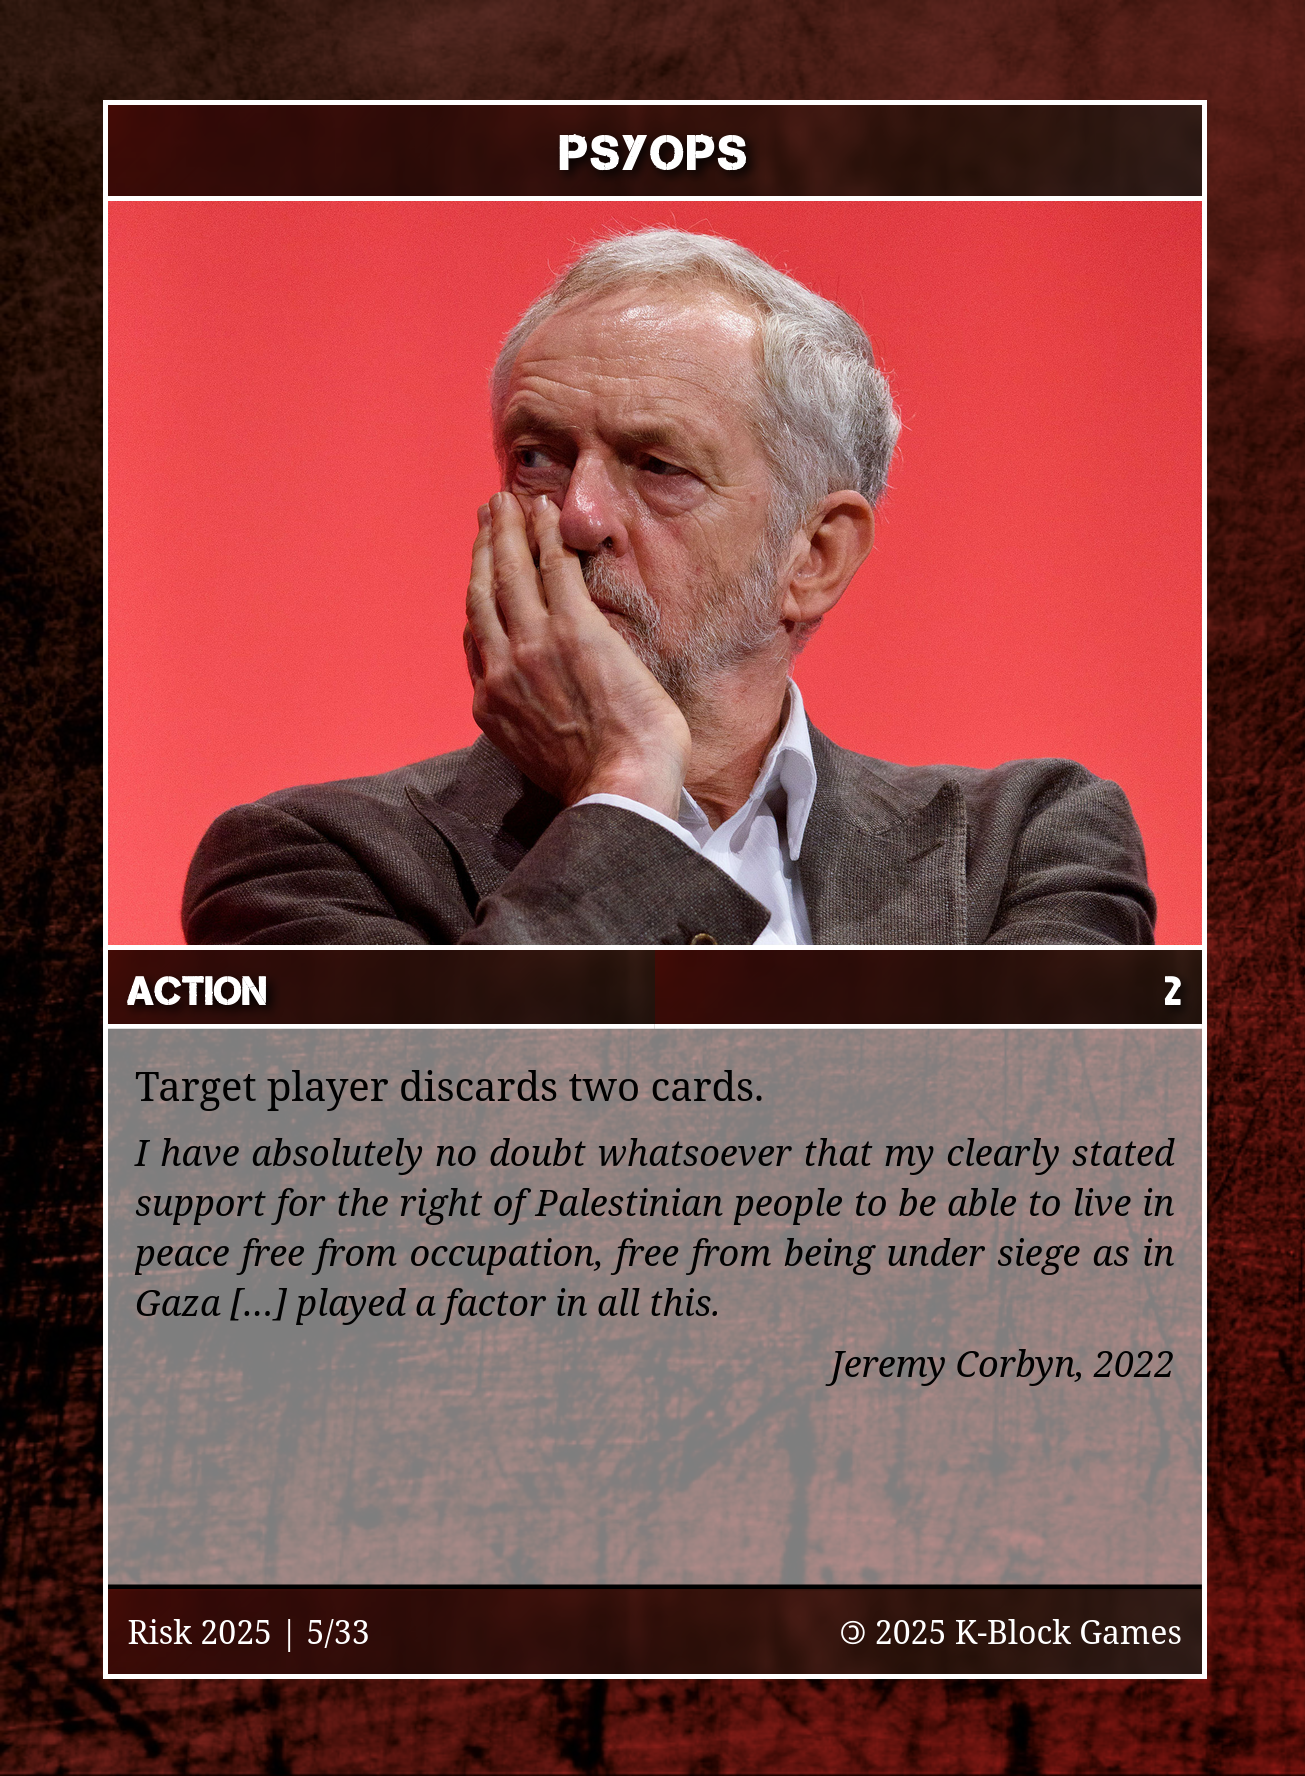 PSYOPS
ACTION
2
Target player discards two cards.
I have absolutely no doubt whatsoever that my clearly stated
support for the right of Palestinian people to be able to live in
peace free from occupation, free from being under siege as in
Gaza [...] played a factor in all this.
Jeremy Corbyn, 2022
Risk 2025 | 5/33
🄯 2025 K-Block Games